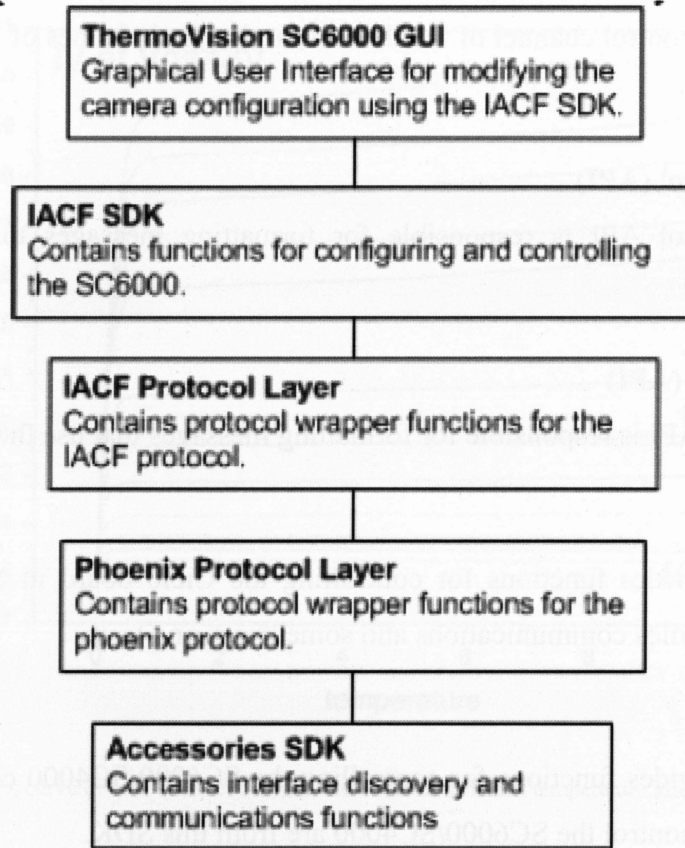 ThermoVision SC6000 GUI
Graphical User Interface for modifying the
camera configuration using the IACF SDK.
IACF SDK
Contains functions for configuring and controlling
the SC6000.
IACF Protocol Layer
Contains protocol wrapper functions for the
IACF protocol.
Phoenix Protocol Layer
Contains protocol wrapper functions for the
phoenix protocol.
Accessories SDK
Contains interface discovery and
communications functions